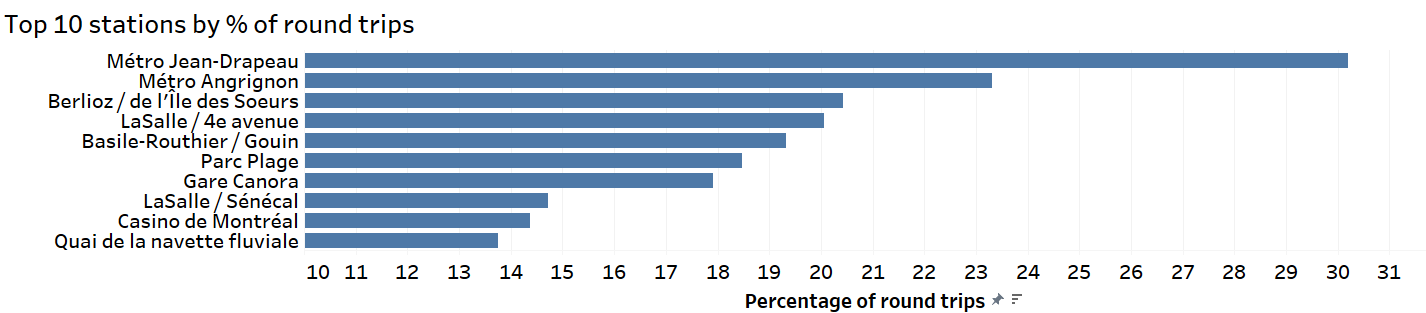 Top 10 stations by % of round trips
Métro Jean-Drapeau
Métro Angrignon
Berlioz / de l’Île des Soeurs
LaSalle / 4e avenue
Basile-Routhier / Gouin
Parc Plage
Gare Canora
LaSalle / Sénécal
Casino de Montréal
Quai de la navette fluviale
10 11 12 13 14 15 16 17 18 19 20 21 22 23 24 25 26 27 28 29 30 31
Percentage of round trips